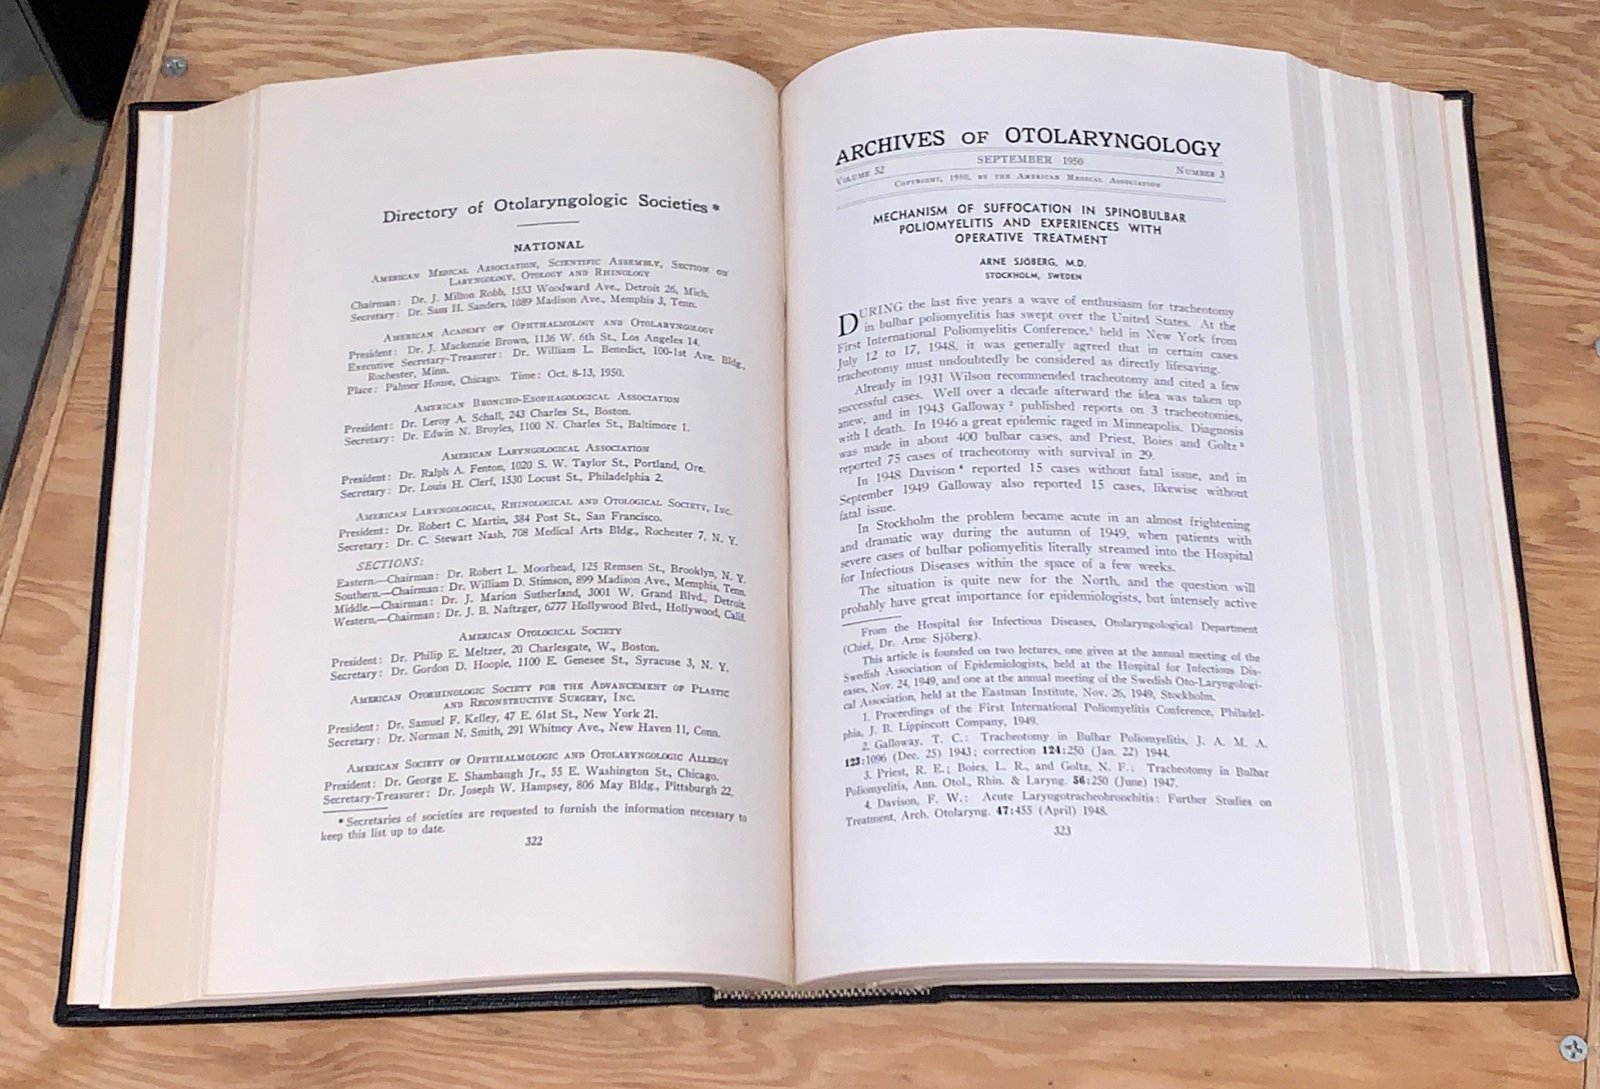 Directory of Otolaryngologic Societies *
NATIONAL
American Medical Association, Scientific Assembly, Section on
Laryngology, Otology and Rhinology
Chairman: Dr. J. Milton Robb, 1553 Woodward Ave., Detroit 26, Mich.
Secretary: Dr. Sam H. Sanders, 1089 Madison Ave., Memphis 3, Tenn.
American Academy of Ophthalmology and Otolaryngology
President: Dr. J. Mackenzie Brown, 1136 W. 6th St., Los Angeles 14.
Executive Secretary-Treasurer: Dr. William L. Benedict, 100-1st Ave. Bldg.,
Rochester, Minn.
Place: Palmer House, Chicago. Time: Oct. 8-13, 1950.
American Broncho-Esophagological Association
President: Dr. Leroy A. Schall, 243 Charles St., Boston.
Secretary: Dr. Edwin N. Broyles, 1100 N. Charles St., Baltimore 1.
American Laryngological Association
President: Dr. Ralph A. Fenton, 1020 S. W. Taylor St., Portland, Ore.
Secretary: Dr. Louis H. Clerf, 1530 Locust St., Philadelphia 2.
American Laryngological, Rhinological and Otological Society, Inc.
President: Dr. Robert C. Martin, 384 Post St., San Francisco.
Secretary: Dr. C. Stewart Nash, 708 Medical Arts Bldg., Rochester 7, N. Y.
SECTIONS:
Eastern.—Chairman: Dr. Robert L. Moorhead, 125 Remsen St., Brooklyn, N. Y.
Southern.—Chairman: Dr. William D. Stimson, 899 Madison Ave., Memphis, Tenn.
Middle.—Chairman: Dr. J. Marion Sutherland, 3001 W. Grand Blvd., Detroit.
Western.—Chairman: Dr. J. B. Naftzger, 6777 Hollywood Blvd., Hollywood, Calif.
American Otological Society
President: Dr. Philip E. Meltzer, 20 Charlesgate, W., Boston.
Secretary: Dr. Gordon D. Hoople, 1100 E. Genesee St., Syracuse 3, N. Y.
American Otorhinologic Society for the Advancement of Plastic
and Reconstructive Surgery, Inc.
President: Dr. Samuel F. Kelley, 47 E. 61st St., New York 21.
Secretary: Dr. Norman N. Smith, 291 Whitney Ave., New Haven 11, Conn.
American Society of Ophthalmologic and Otolaryngologic Allergy
President: Dr. George E. Shambaugh Jr., 55 E. Washington St., Chicago.
Secretary-Treasurer: Dr. Joseph W. Hampsey, 806 May Bldg., Pittsburgh 22.
* Secretaries of societies are requested to furnish the information necessary to
keep this list up to date.
322
ARCHIVES OF OTOLARYNGOLOGY
Volume 52 SEPTEMBER 1950 Number 3
Copyright, 1950, by the American Medical Association
MECHANISM OF SUFFOCATION IN SPINOBULBAR
POLIOMYELITIS AND EXPERIENCES WITH
OPERATIVE TREATMENT
ARNE SJÖBERG, M.D.
STOCKHOLM, SWEDEN
DURING the last five years a wave of enthusiasm for tracheotomy
in bulbar poliomyelitis has swept over the United States. At the
First International Poliomyelitis Conference,¹ held in New York from
July 12 to 17, 1948, it was generally agreed that in certain cases
tracheotomy must undoubtedly be considered as directly lifesaving.
Already in 1931 Wilson recommended tracheotomy and cited a few
successful cases. Well over a decade afterward the idea was taken up
anew, and in 1943 Galloway ² published reports on 3 tracheotomies,
with 1 death. In 1946 a great epidemic raged in Minneapolis. Diagnosis
was made in about 400 bulbar cases, and Priest, Boies and Goltz ³
reported 75 cases of tracheotomy with survival in 29.
In 1948 Davison ⁴ reported 15 cases without fatal issue, and in
September 1949 Galloway also reported 15 cases, likewise without
fatal issue.
In Stockholm the problem became acute in an almost frightening
and dramatic way during the autumn of 1949, when patients with
severe cases of bulbar poliomyelitis literally streamed into the Hospital
for Infectious Diseases within the space of a few weeks.
The situation is quite new for the North, and the question will
probably have great importance for epidemiologists, but intensely active
From the Hospital for Infectious Diseases, Otolaryngological Department
(Chief, Dr. Arne Sjöberg).
This article is founded on two lectures, one given at the annual meeting of the
Swedish Association of Epidemiologists, held at the Hospital for Infectious Dis-
eases, Nov. 24, 1949, and one at the annual meeting of the Swedish Oto-Laryngologi-
cal Association, held at the Eastman Institute, Nov. 26, 1949, Stockholm.
1. Proceedings of the First International Poliomyelitis Conference, Philadel-
phia, J. B. Lippincott Company, 1949.
2. Galloway, T. C.: Tracheotomy in Bulbar Poliomyelitis, J. A. M. A.
123:1096 (Dec. 25) 1943; correction 124:250 (Jan. 22) 1944.
3. Priest, R. E.; Boies, L. R., and Goltz, N. F.: Tracheotomy in Bulbar
Poliomyelitis, Ann. Otol., Rhin. & Laryng. 56:250 (June) 1947.
4. Davison, F. W.: Acute Laryngotracheobronchitis: Further Studies on
Treatment, Arch. Otolaryng. 47:455 (April) 1948.
323